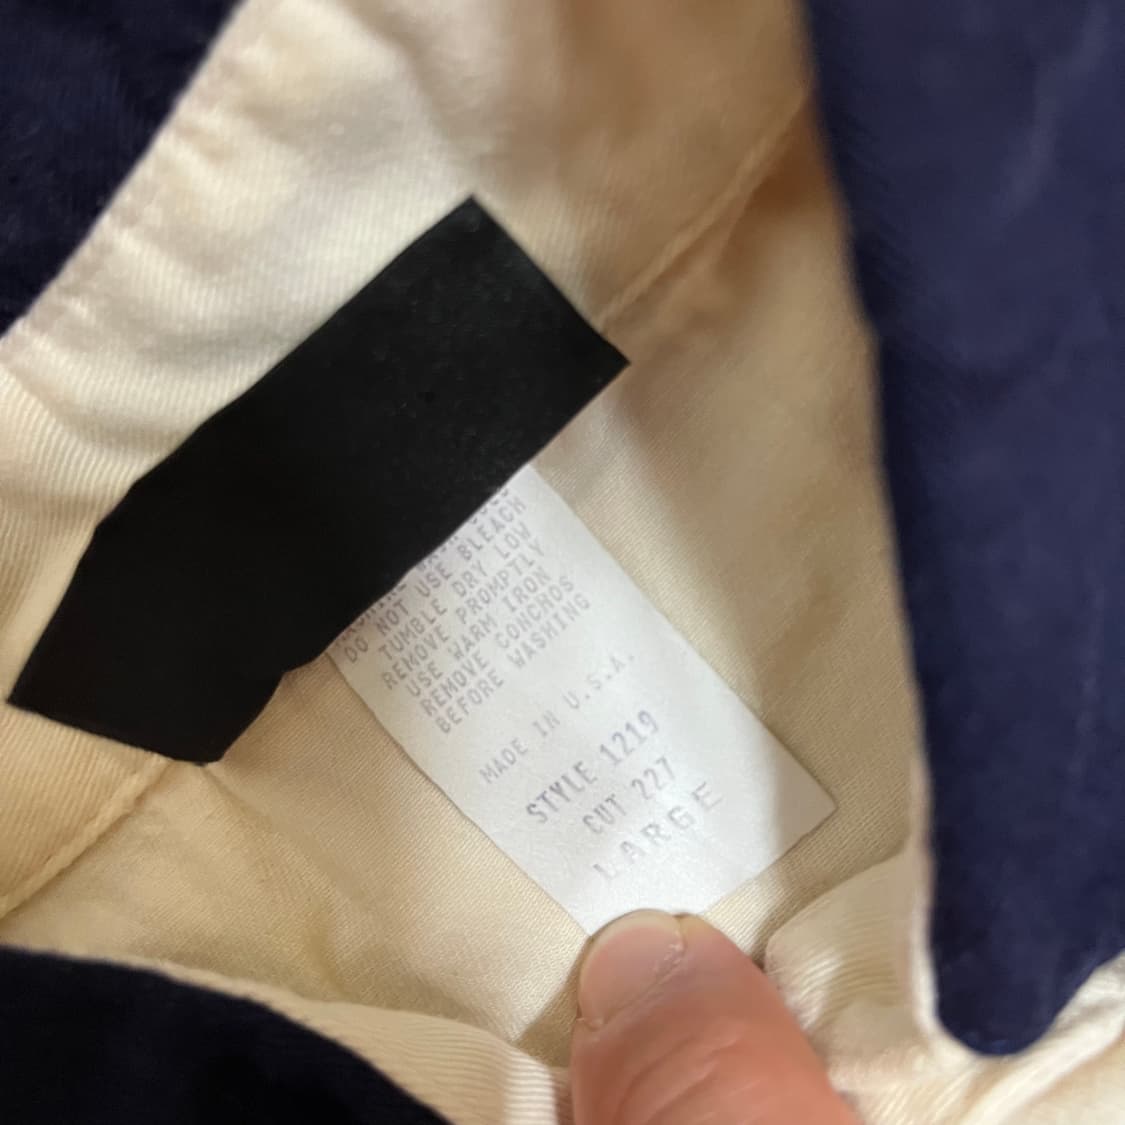 DO NOT USE BLEACH
TUMBLE DRY LOW
REMOVE PROMPTLY
USE WARM IRON
REMOVE CONCHOS
BEFORE WASHING
MADE IN U.S.A.
STYLE 1219
CUT 227
LARGE